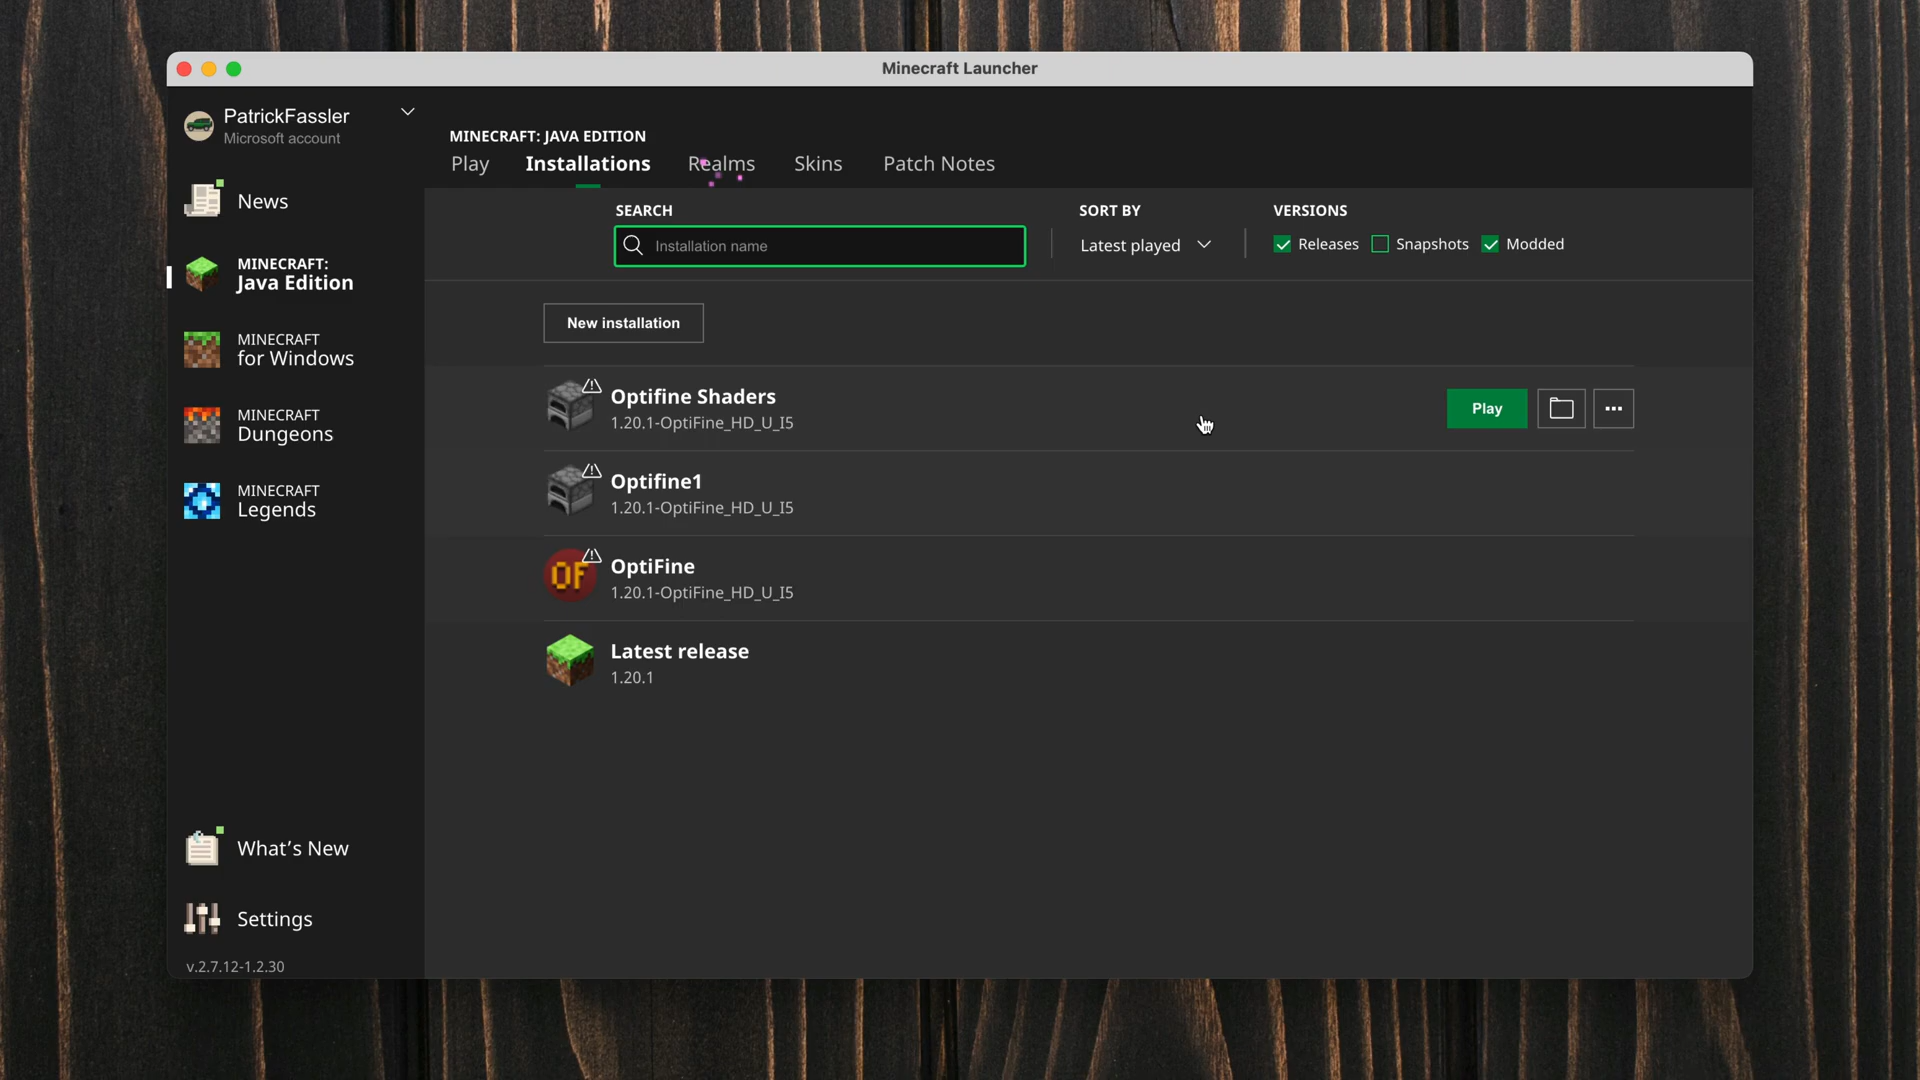 Minecraft Launcher
PatrickFassler
Microsoft account
News
MINECRAFT:
Java Edition
MINECRAFT
for Windows
MINECRAFT
Dungeons
MINECRAFT
Legends
What's New
Settings
v.2.7.12-1.2.30
MINECRAFT: JAVA EDITION
Play Installations Realms Skins Patch Notes
SEARCH SORT BY VERSIONS
Installation name Latest played Releases Snapshots Modded
New installation
Optifine Shaders
1.20.1-OptiFine_HD_U_I5
Play
Optifine1
1.20.1-OptiFine_HD_U_I5
OF
OptiFine
1.20.1-OptiFine_HD_U_I5
Latest release
1.20.1